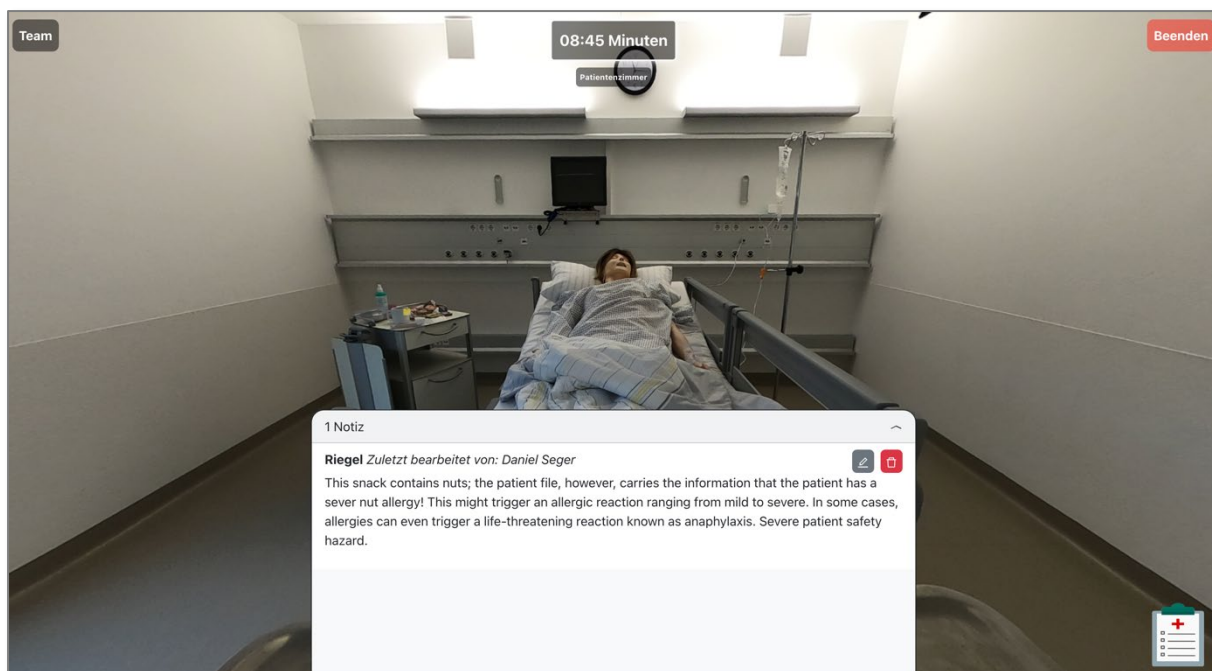 Team
08:45 Minuten
Beenden
Patientenzimmer
1 Notiz
Riegel Zuletzt bearbeitet von: Daniel Seger
This snack contains nuts; the patient file, however, carries the information that the patient has a
sever nut allergy! This might trigger an allergic reaction ranging from mild to severe. In some cases,
allergies can even trigger a life-threatening reaction known as anaphylaxis. Severe patient safety
hazard.